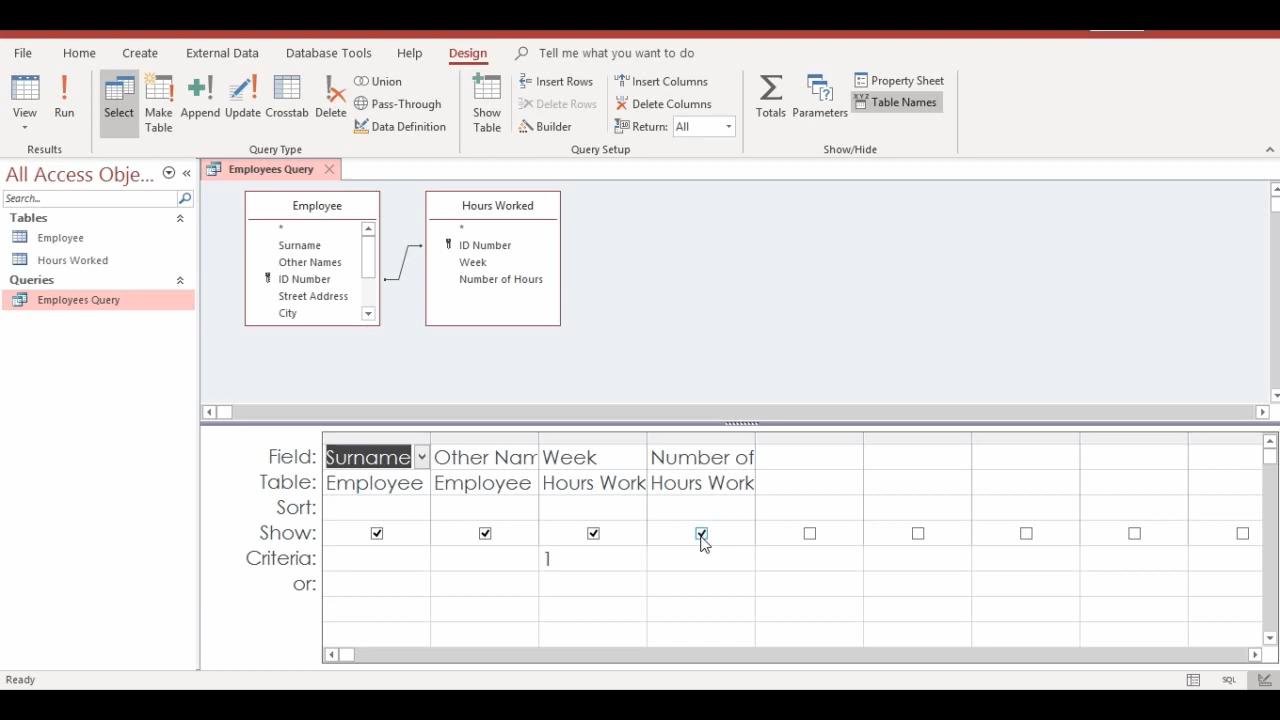 File Home Create External Data Database Tools Help Design Tell me what you want to do
View Run Select Make Table Append Update Crosstab Delete Union Pass-Through Data Definition Show Table Insert Rows Delete Rows Builder Insert Columns Delete Columns Return: All Totals Parameters Property Sheet Table Names
Results Query Type Query Setup Show/Hide
All Access Obje... «
Employees Query
Search...
Tables
Employee
Hours Worked
Queries
Employees Query
Employee
*
Surname
Other Names
ID Number
Street Address
City
Hours Worked
*
ID Number
Week
Number of Hours
Field: Surname Other Nam Week Number of
Table: Employee Employee Hours Work Hours Work
Sort:
Show:
Criteria: 1
or:
Ready SQL